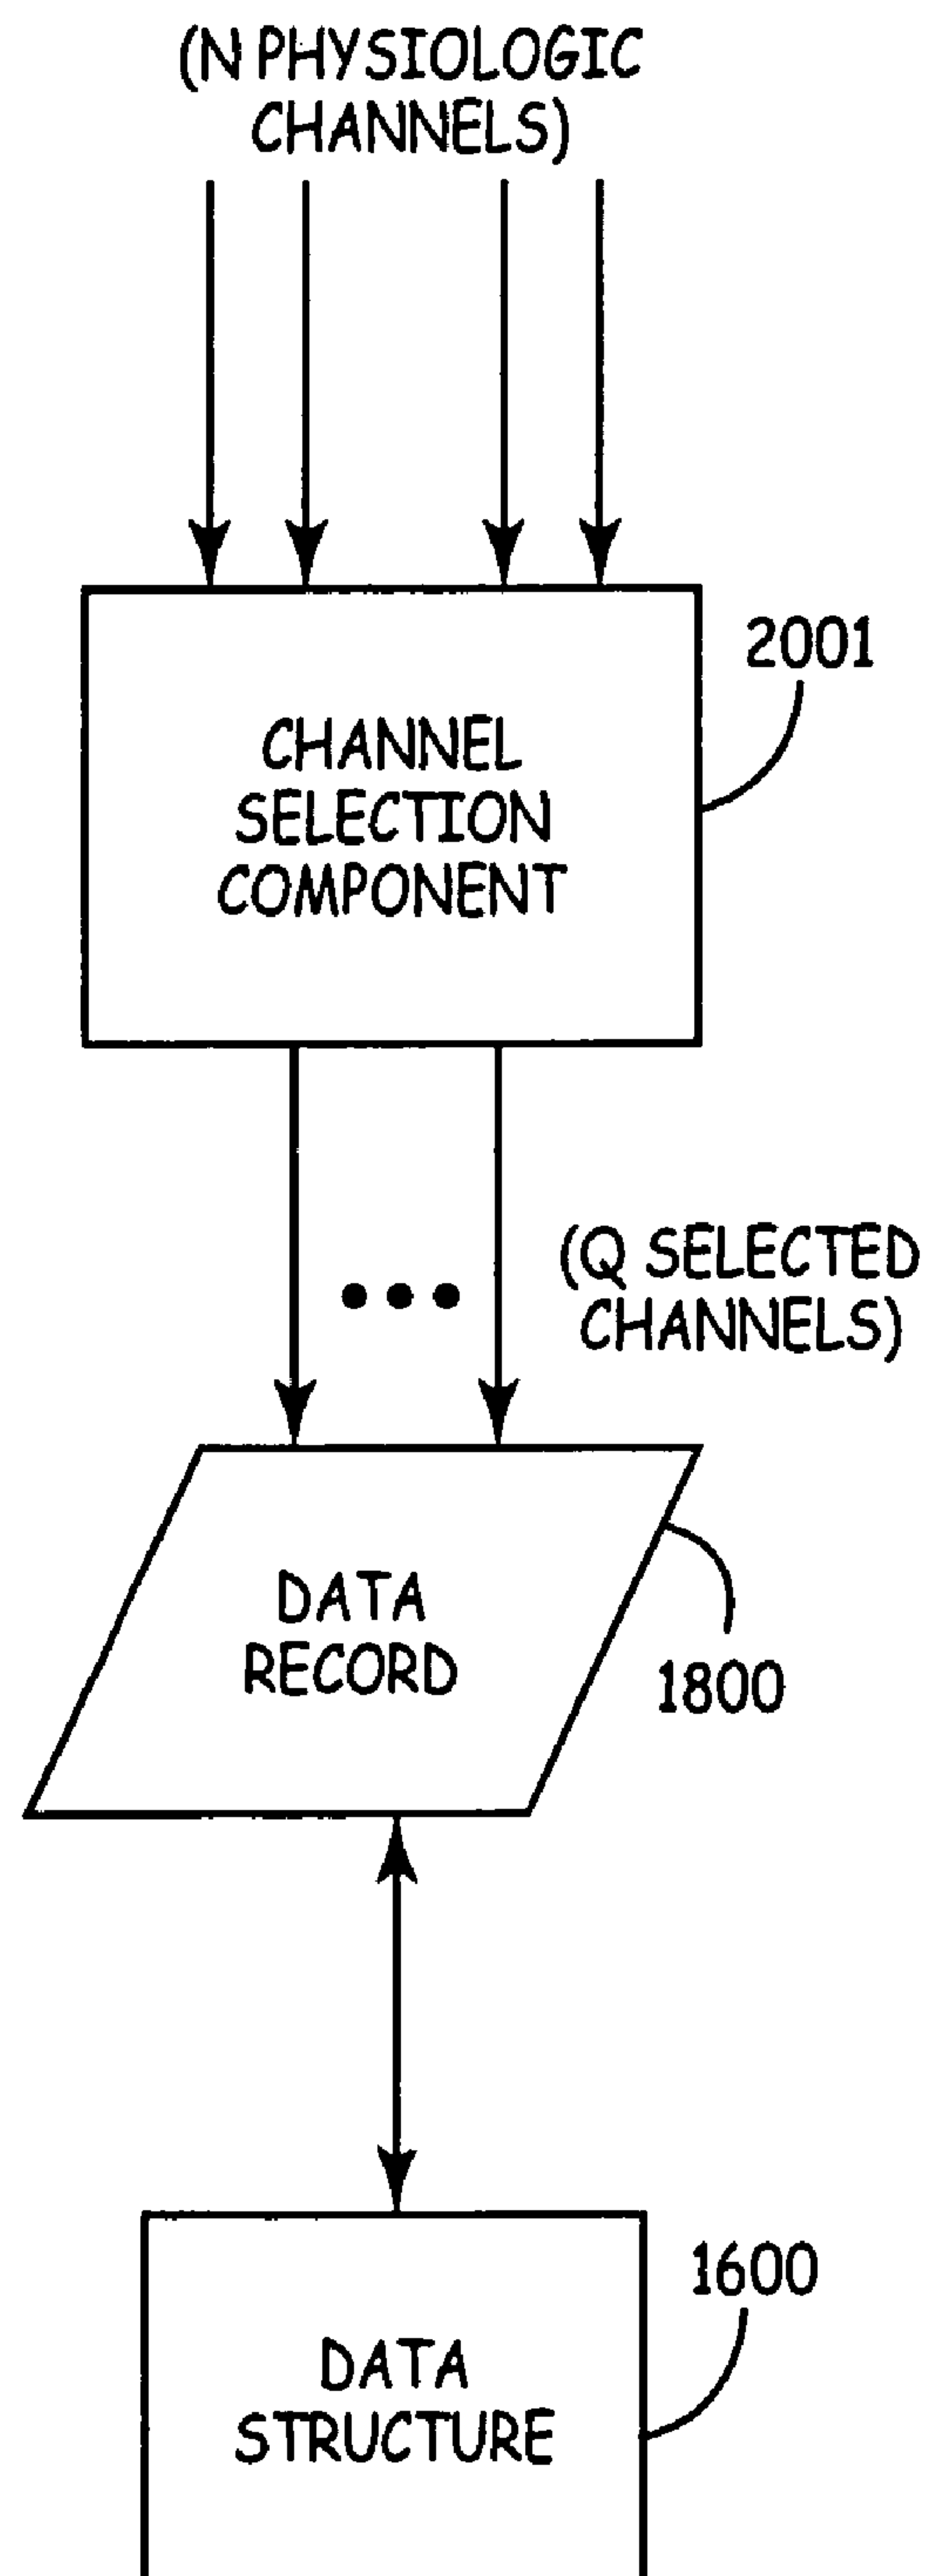 (N PHYSIOLOGIC
CHANNELS)
2001
CHANNEL
SELECTION
COMPONENT
(Q SELECTED
CHANNELS)
DATA
RECORD
1800
1600
DATA
STRUCTURE